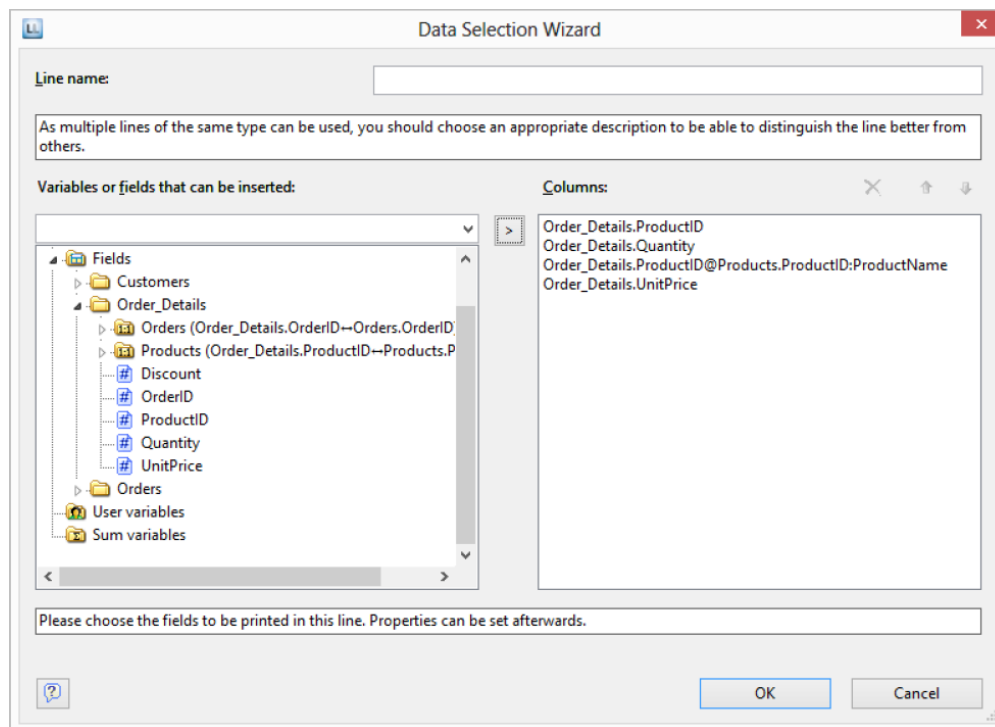 Data Selection Wizard
Line name:
As multiple lines of the same type can be used, you should choose an appropriate description to be able to distinguish the line better from
others.
Variables or fields that can be inserted:
Columns:
>
Fields
Customers
Order_Details
Orders (Order_Details.OrderID↔Orders.OrderID)
Products (Order_Details.ProductID↔Products.P
Discount
OrderID
ProductID
Quantity
UnitPrice
Orders
User variables
Sum variables
Order_Details.ProductID
Order_Details.Quantity
Order_Details.ProductID@Products.ProductID:ProductName
Order_Details.UnitPrice
Please choose the fields to be printed in this line. Properties can be set afterwards.
OK
Cancel